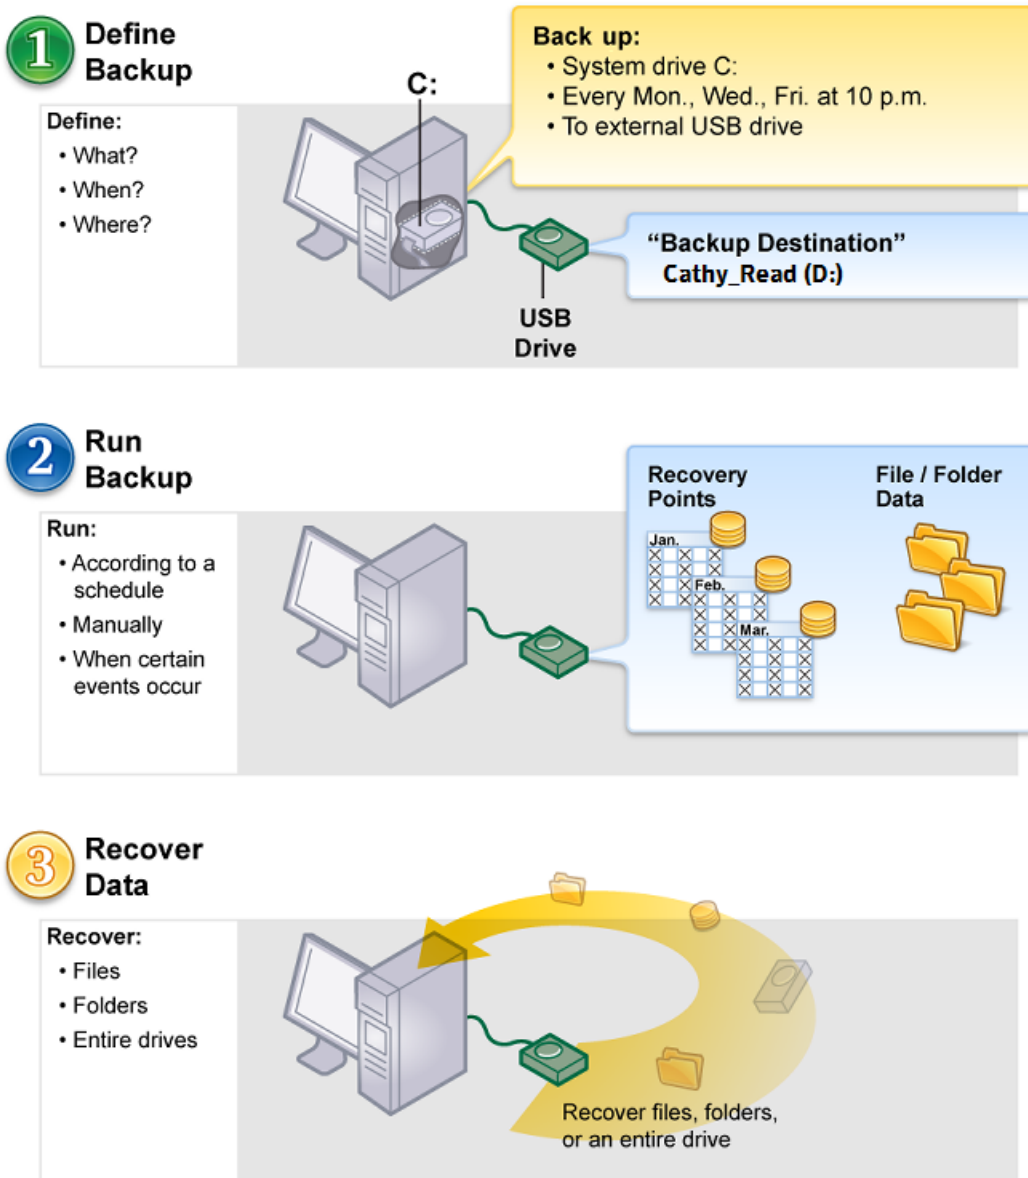 1
Define
Backup
Define:
• What?
• When?
• Where?
C:
Back up:
• System drive C:
• Every Mon., Wed., Fri. at 10 p.m.
• To external USB drive
“Backup Destination”
Cathy_Read (D:)
USB
Drive
2
Run
Backup
Run:
• According to a
schedule
• Manually
• When certain
events occur
Recovery
Points
Jan.
Feb.
Mar.
File / Folder
Data
3
Recover
Data
Recover:
• Files
• Folders
• Entire drives
Recover files, folders,
or an entire drive